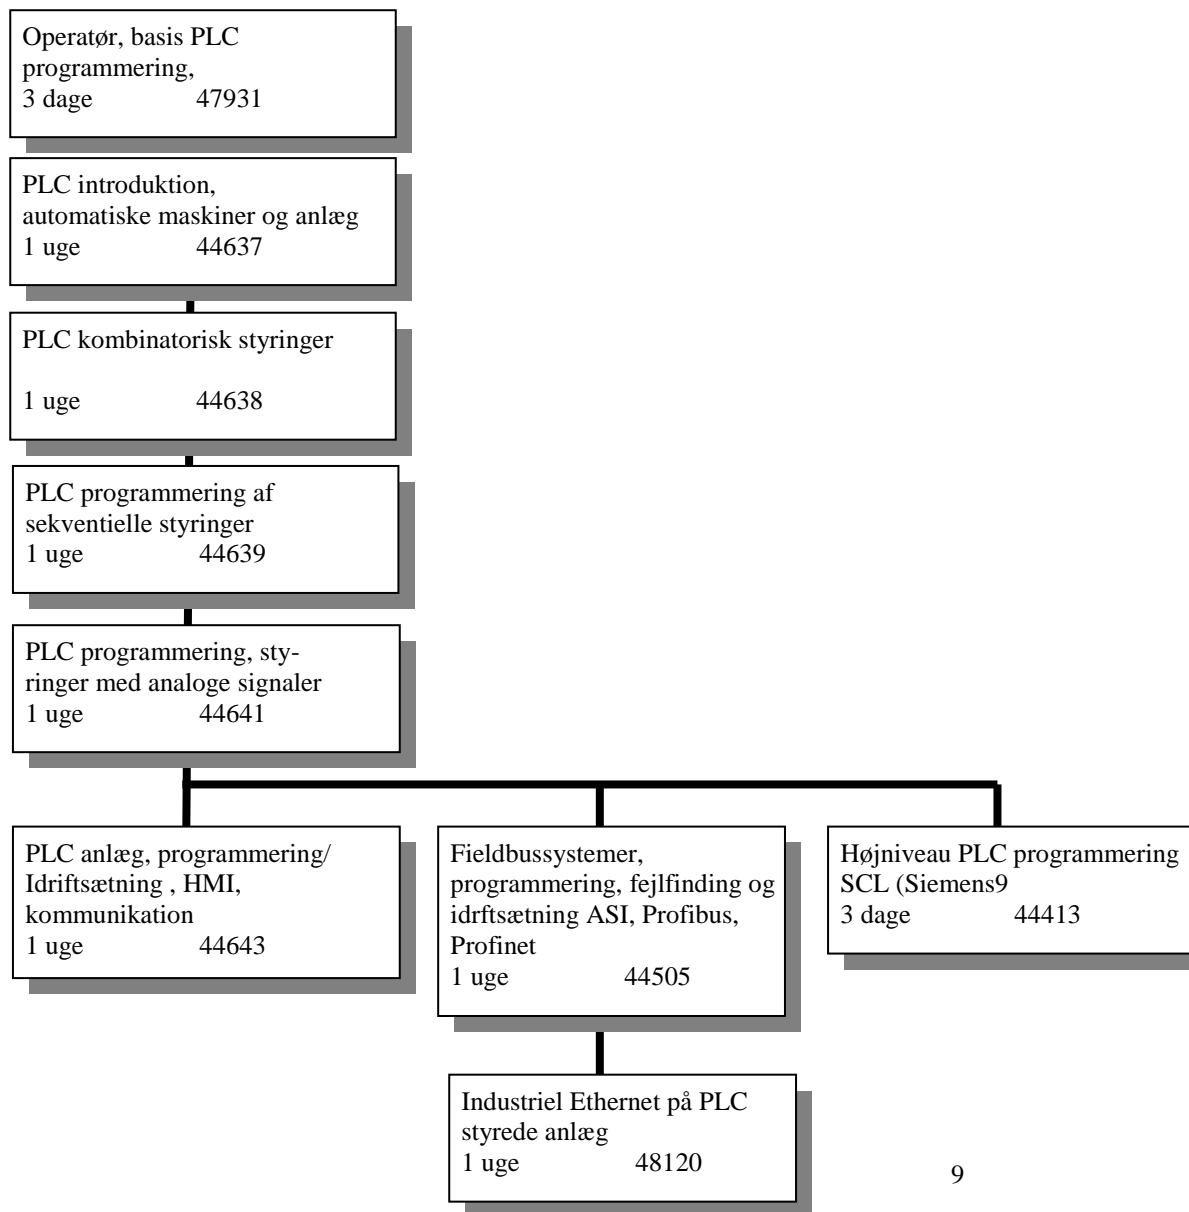 Operatør, basis PLC
programmering,
3 dage 47931
PLC introduktion,
automatiske maskiner og anlæg
1 uge 44637
PLC kombinatorisk styringer
1 uge 44638
PLC programmering af
sekventielle styringer
1 uge 44639
PLC programmering, sty-
ringer med analoge signaler
1 uge 44641
PLC anlæg, programmering/
Idriftsætning , HMI,
kommunikation
1 uge 44643
Fieldbussystemer,
programmering, fejlfinding og
idrftsætning ASI, Profibus,
Profinet
1 uge 44505
Højniveau PLC programmering
SCL (Siemens9
3 dage 44413
Industriel Ethernet på PLC
styrede anlæg
1 uge 48120
9